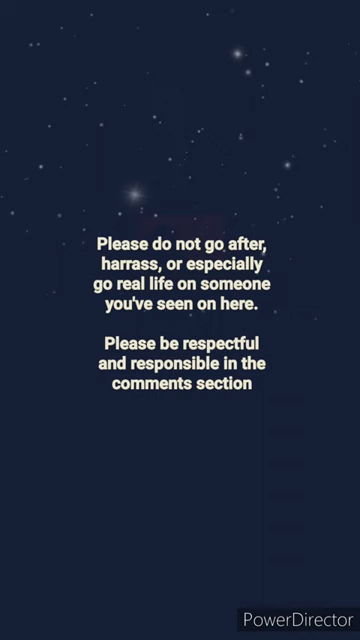 Please do not go after,
harrass, or especially
go real life on someone
you've seen on here.
Please be respectful
and responsible in the
comments section
PowerDirector